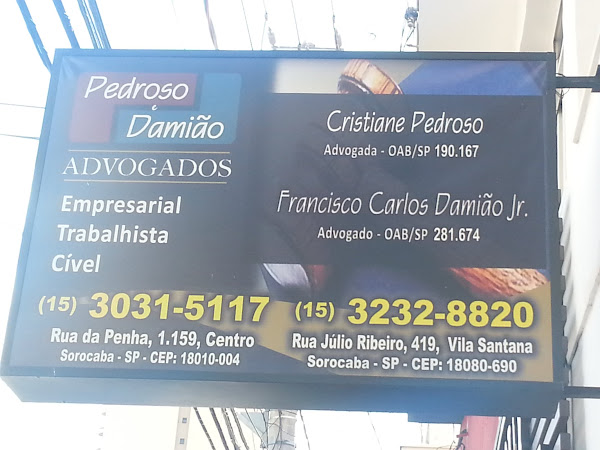 Pedroso
e
Damião
ADVOGADOS
Empresarial
Trabalhista
Cível
Cristiane Pedroso
Advogada - OAB/SP 190.167
Francisco Carlos Damião Jr.
Advogado - OAB/SP 281.674
(15) 3031-5117
Rua da Penha, 1.159, Centro
Sorocaba - SP - CEP: 18010-004
(15) 3232-8820
Rua Júlio Ribeiro, 419, Vila Santana
Sorocaba - SP - CEP: 18080-690